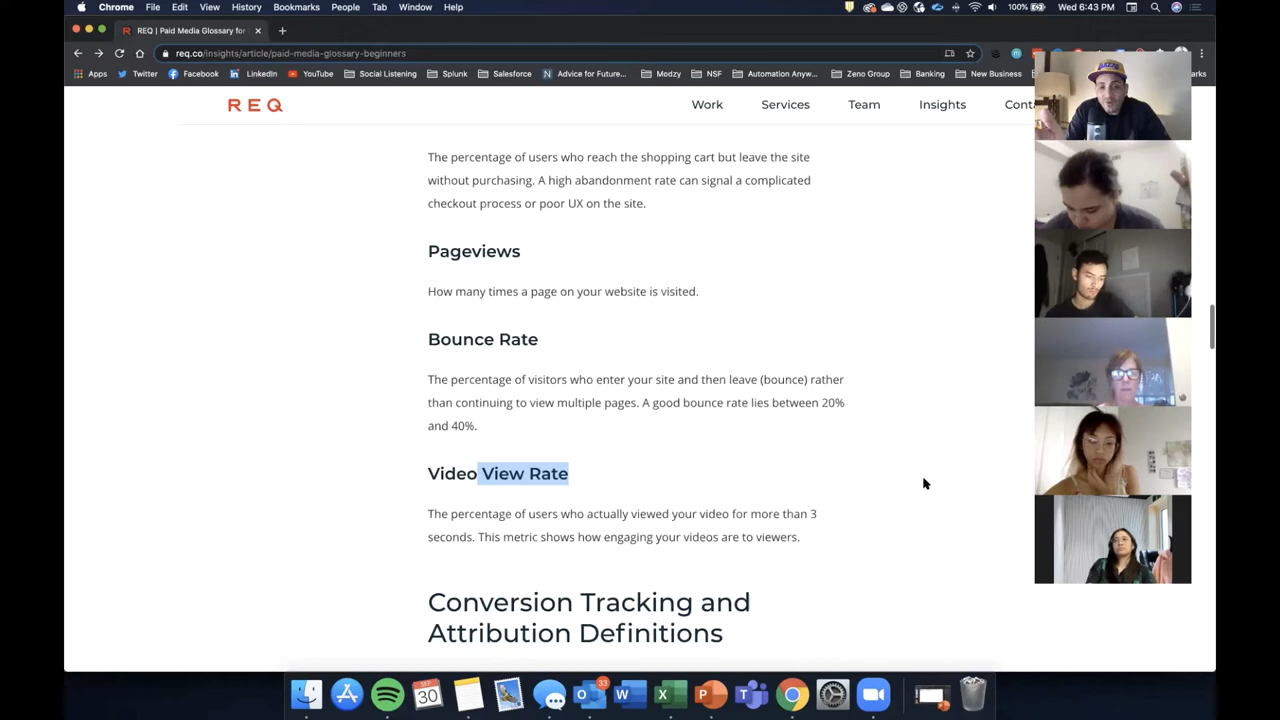 Chrome File Edit View History Bookmarks People Tab Window Help 100% Wed 6:43 PM
REQ | Paid Media Glossary for
req.co/insights/article/paid-media-glossary-beginners
Apps Twitter Facebook LinkedIn YouTube Social Listening Splunk Salesforce Advice for Future... Modzy NSF Automation Anyw... Zeno Group Banking New Business
REQ Work Services Team Insights
The percentage of users who reach the shopping cart but leave the site
without purchasing. A high abandonment rate can signal a complicated
checkout process or poor UX on the site.
Pageviews
How many times a page on your website is visited.
Bounce Rate
The percentage of visitors who enter your site and then leave (bounce) rather
than continuing to view multiple pages. A good bounce rate lies between 20%
and 40%.
Video View Rate
The percentage of users who actually viewed your video for more than 3
seconds. This metric shows how engaging your videos are to viewers.
Conversion Tracking and
Attribution Definitions
SEP
30
33